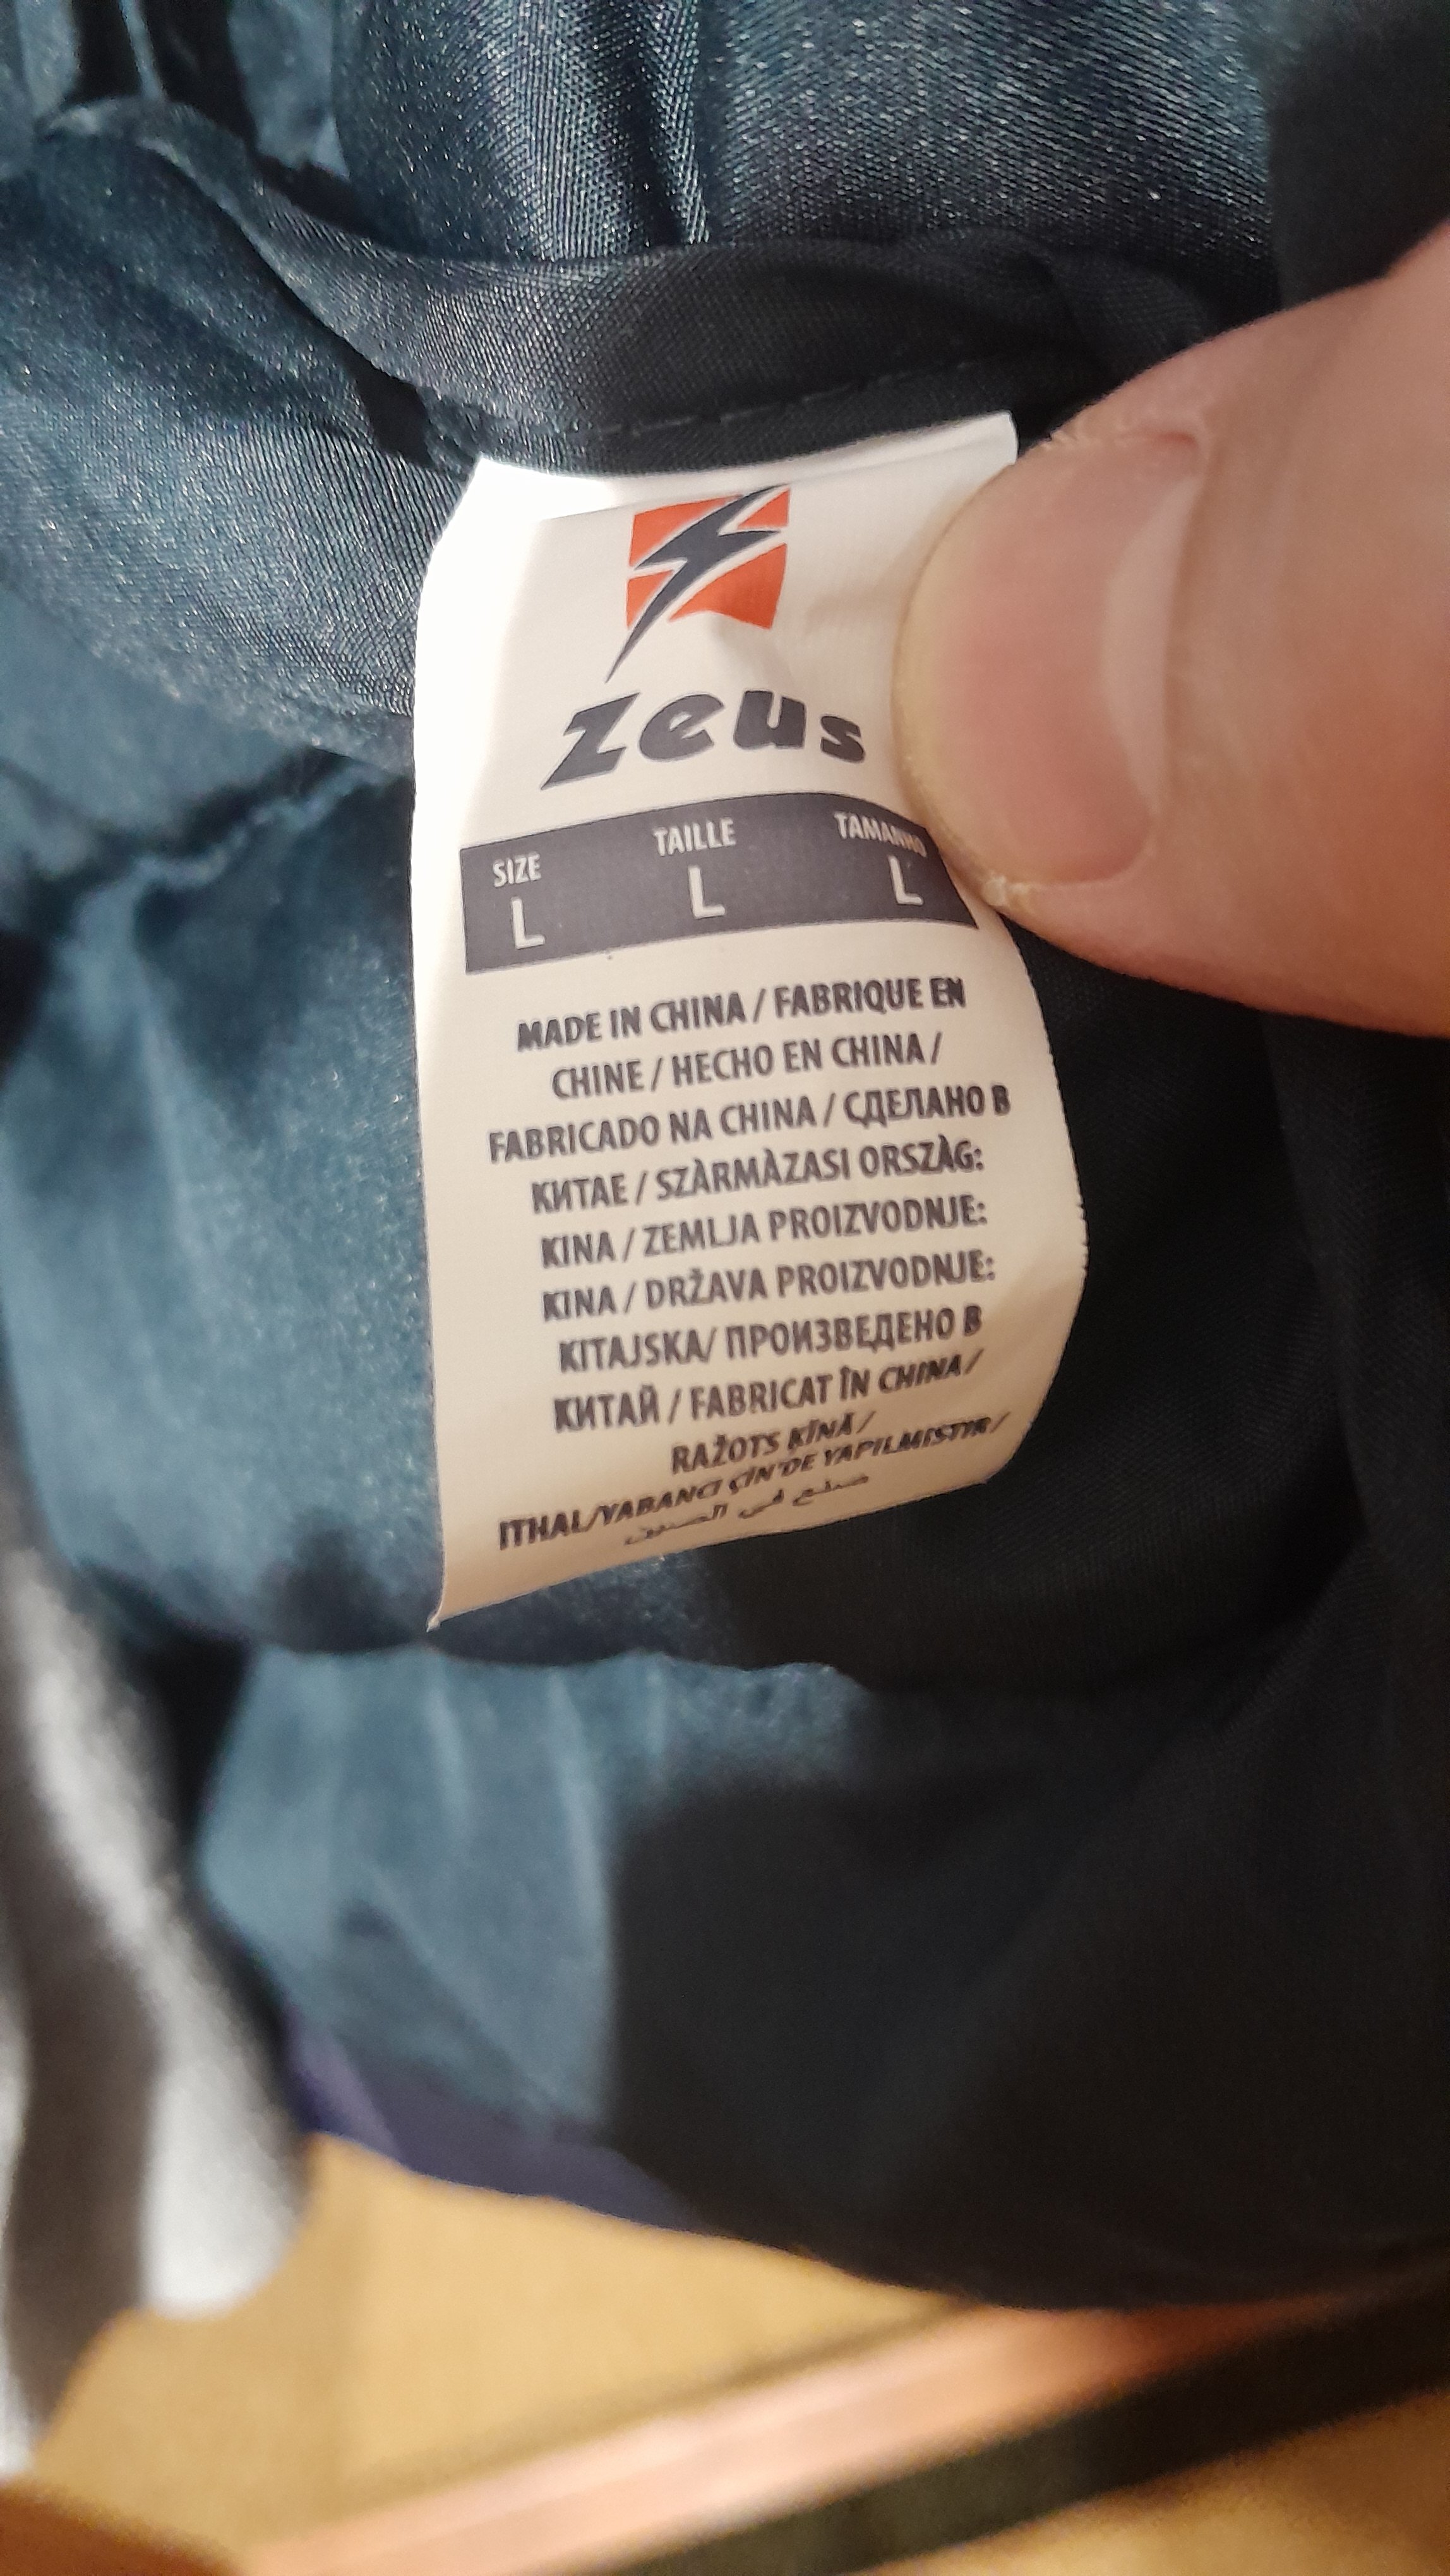 zeus
SIZE TAILLE TAMANHO
L L L
MADE IN CHINA / FABRIQUE EN
CHINE / HECHO EN CHINA /
FABRICADO NA CHINA / СДЕЛАНО В
КИТАЕ / SZÀRMÀZASI ORSZÀG:
KINA / ZEMLJA PROIZVODNJE:
KINA / DRŽAVA PROIZVODNJE:
KITAJSKA/ ПРОИЗВЕДЕНО В
КИТАЙ / FABRICAT ÎN CHINA /
RAŽOTS ĶĪNĀ /
ITHAL/YABANCI ÇİN'DE YAPILMISTIR /
صنع في الصين